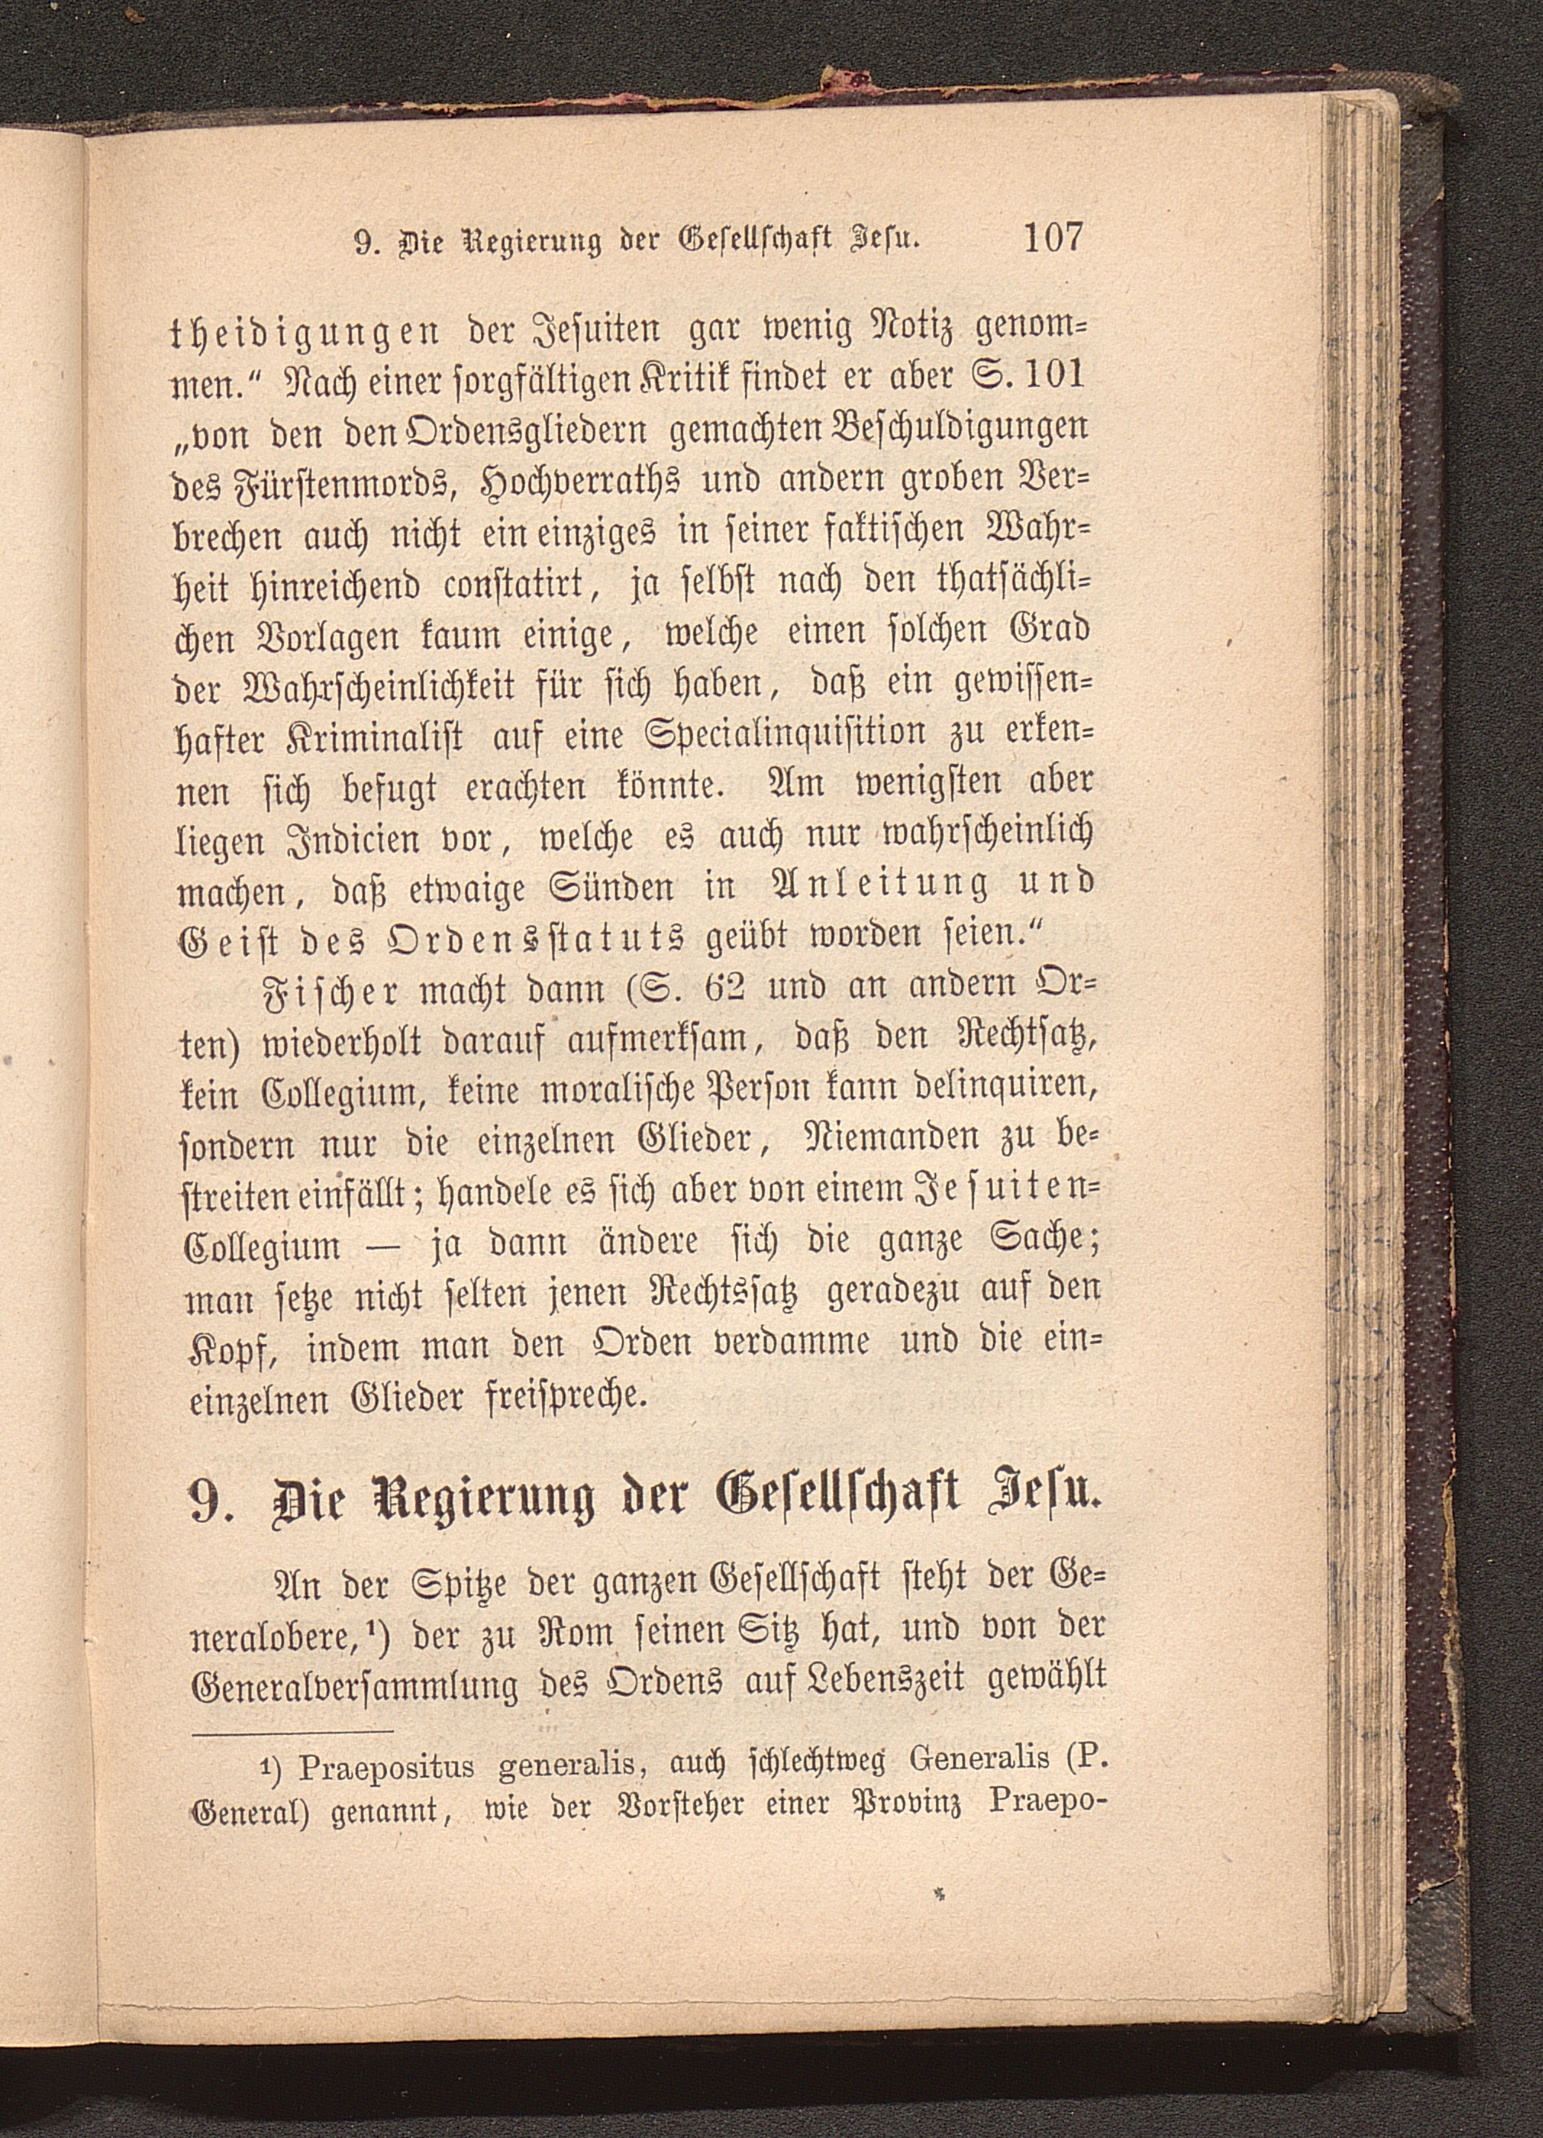 9. Die Regierung der Gesellschaft Jesu. 107
theidigungen der Jesuiten gar wenig Notiz genom-
men.“ Nach einer sorgfältigen Kritik findet er aber S. 101
„von den den Ordensgliedern gemachten Beschuldigungen
des Fürstenmords, Hochverraths und andern groben Ver-
brechen auch nicht ein einziges in seiner faktischen Wahr-
heit hinreichend constatirt, ja selbst nach den thatsächli-
chen Vorlagen kaum einige, welche einen solchen Grad
der Wahrscheinlichkeit für sich haben, daß ein gewissen-
hafter Kriminalist auf eine Specialinquisition zu erken-
nen sich befugt erachten könnte. Am wenigsten aber
liegen Indicien vor, welche es auch nur wahrscheinlich
machen, daß etwaige Sünden in Anleitung und
Geist des Ordensstatuts geübt worden seien.“
Fischer macht dann (S. 62 und an andern Or-
ten) wiederholt darauf aufmerksam, daß den Rechtsatz,
kein Collegium, keine moralische Person kann delinquiren,
sondern nur die einzelnen Glieder, Niemanden zu be-
streiten einfällt; handele es sich aber von einem Jesuiten-
Collegium — ja dann ändere sich die ganze Sache;
man setze nicht selten jenen Rechtssatz geradezu auf den
Kopf, indem man den Orden verdamme und die ein-
einzelnen Glieder freispreche.
9. Die Regierung der Gesellschaft Jesu.
An der Spitze der ganzen Gesellschaft steht der Ge-
neralobere,¹) der zu Rom seinen Sitz hat, und von der
Generalversammlung des Ordens auf Lebenszeit gewählt
¹) Praepositus generalis, auch schlechtweg Generalis (P.
General) genannt, wie der Vorsteher einer Provinz Praepo-